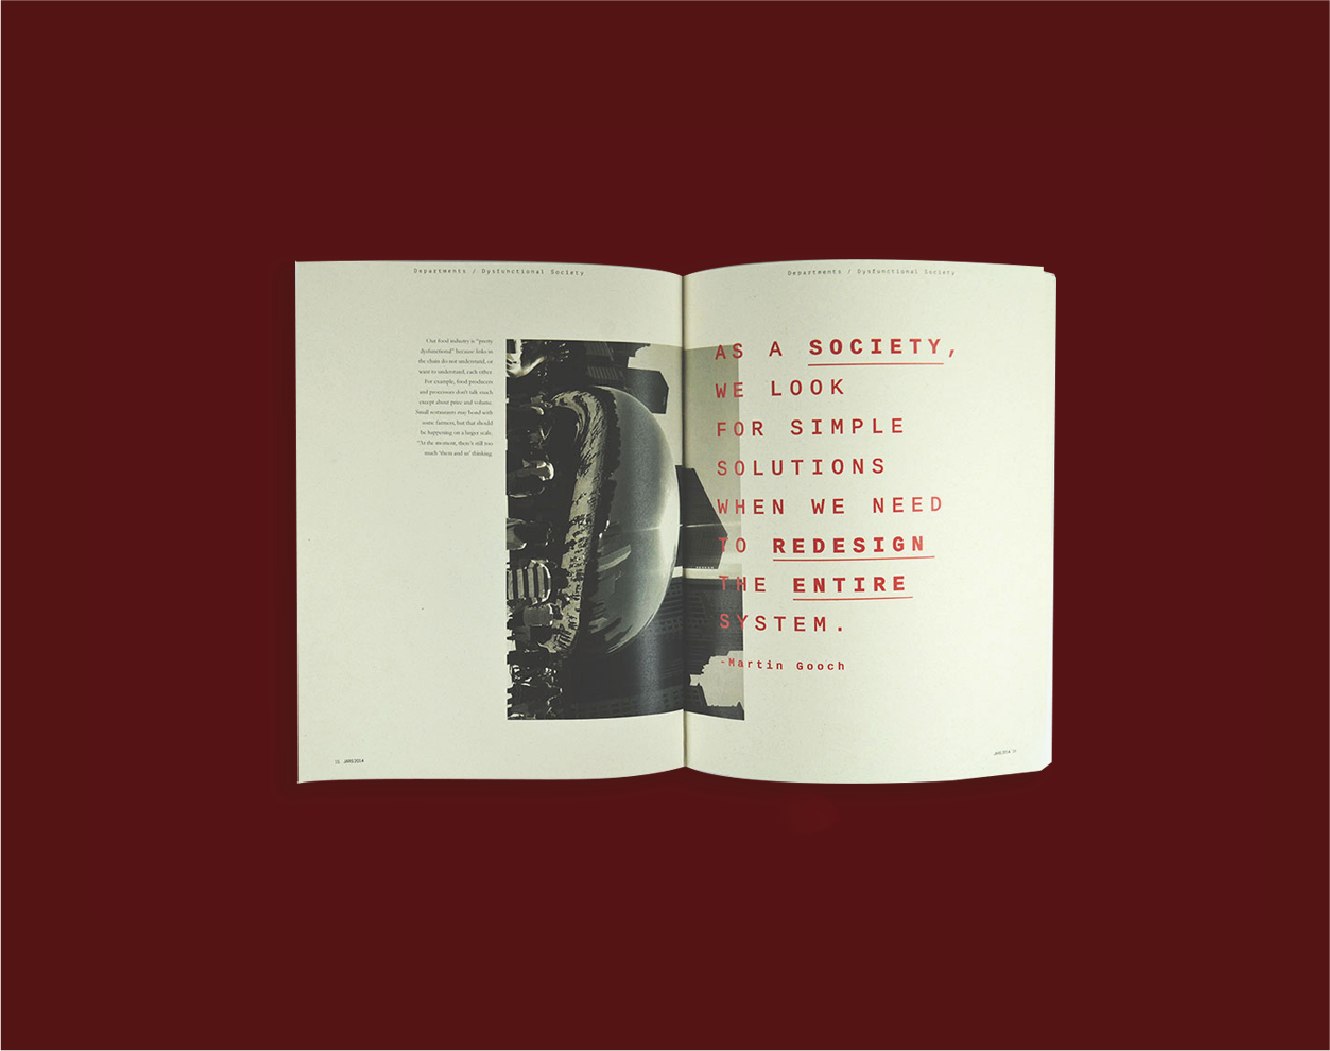 Departments / Dysfunctional Society
Our food industry is "pretty
dysfunctional" because links in
the chain do not understand, or
want to understand, each other.
For example, food producers
and processors don't talk much
except about price and volume.
Small restaurants may bond with
some farmers, but that should
be happening on a larger scale.
"At the moment, there's still too
much 'them and us' thinking
JARS 2014
Departments / Dysfunctional Society
AS A SOCIETY,
WE LOOK
FOR SIMPLE
SOLUTIONS
WHEN WE NEED
TO REDESIGN
THE ENTIRE
SYSTEM.
-Martin Gooch